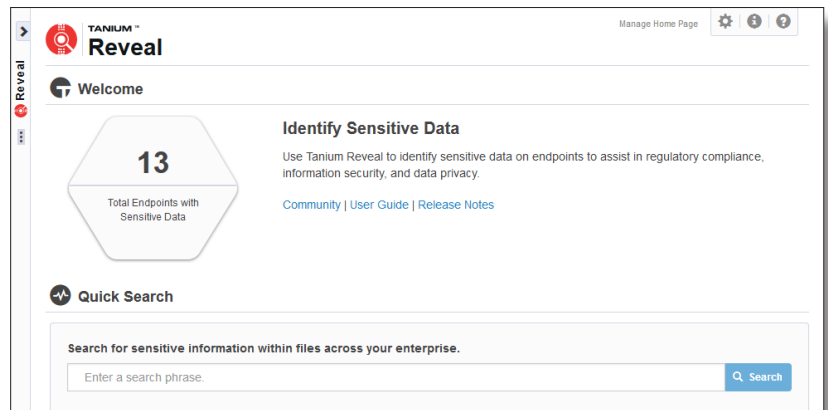 Reveal
TANIUM™
Reveal
Manage Home Page
Welcome
13
Total Endpoints with
Sensitive Data
Identify Sensitive Data
Use Tanium Reveal to identify sensitive data on endpoints to assist in regulatory compliance,
information security, and data privacy.
Community | User Guide | Release Notes
Quick Search
Search for sensitive information within files across your enterprise.
Enter a search phrase.
Search